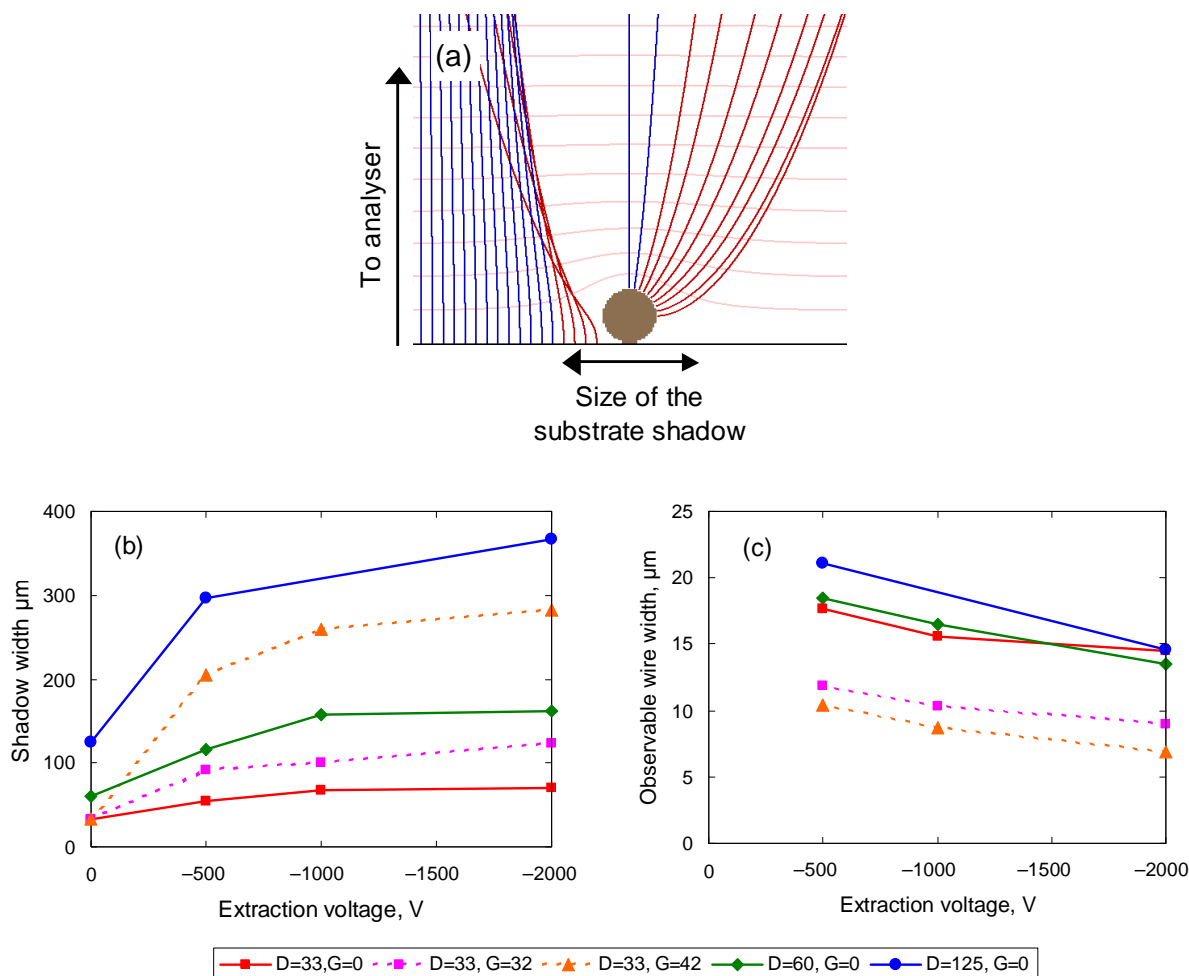 (a)
To analyser
Size of the
substrate shadow
(b)
Shadow width µm
400
300
200
100
0
0 –500 –1000 –1500 –2000
Extraction voltage, V
(c)
Observable wire width, µm
25
20
15
10
5
0
0 –500 –1000 –1500 –2000
Extraction voltage, V
D=33,G=0 D=33, G=32 D=33, G=42 D=60, G=0 D=125, G=0